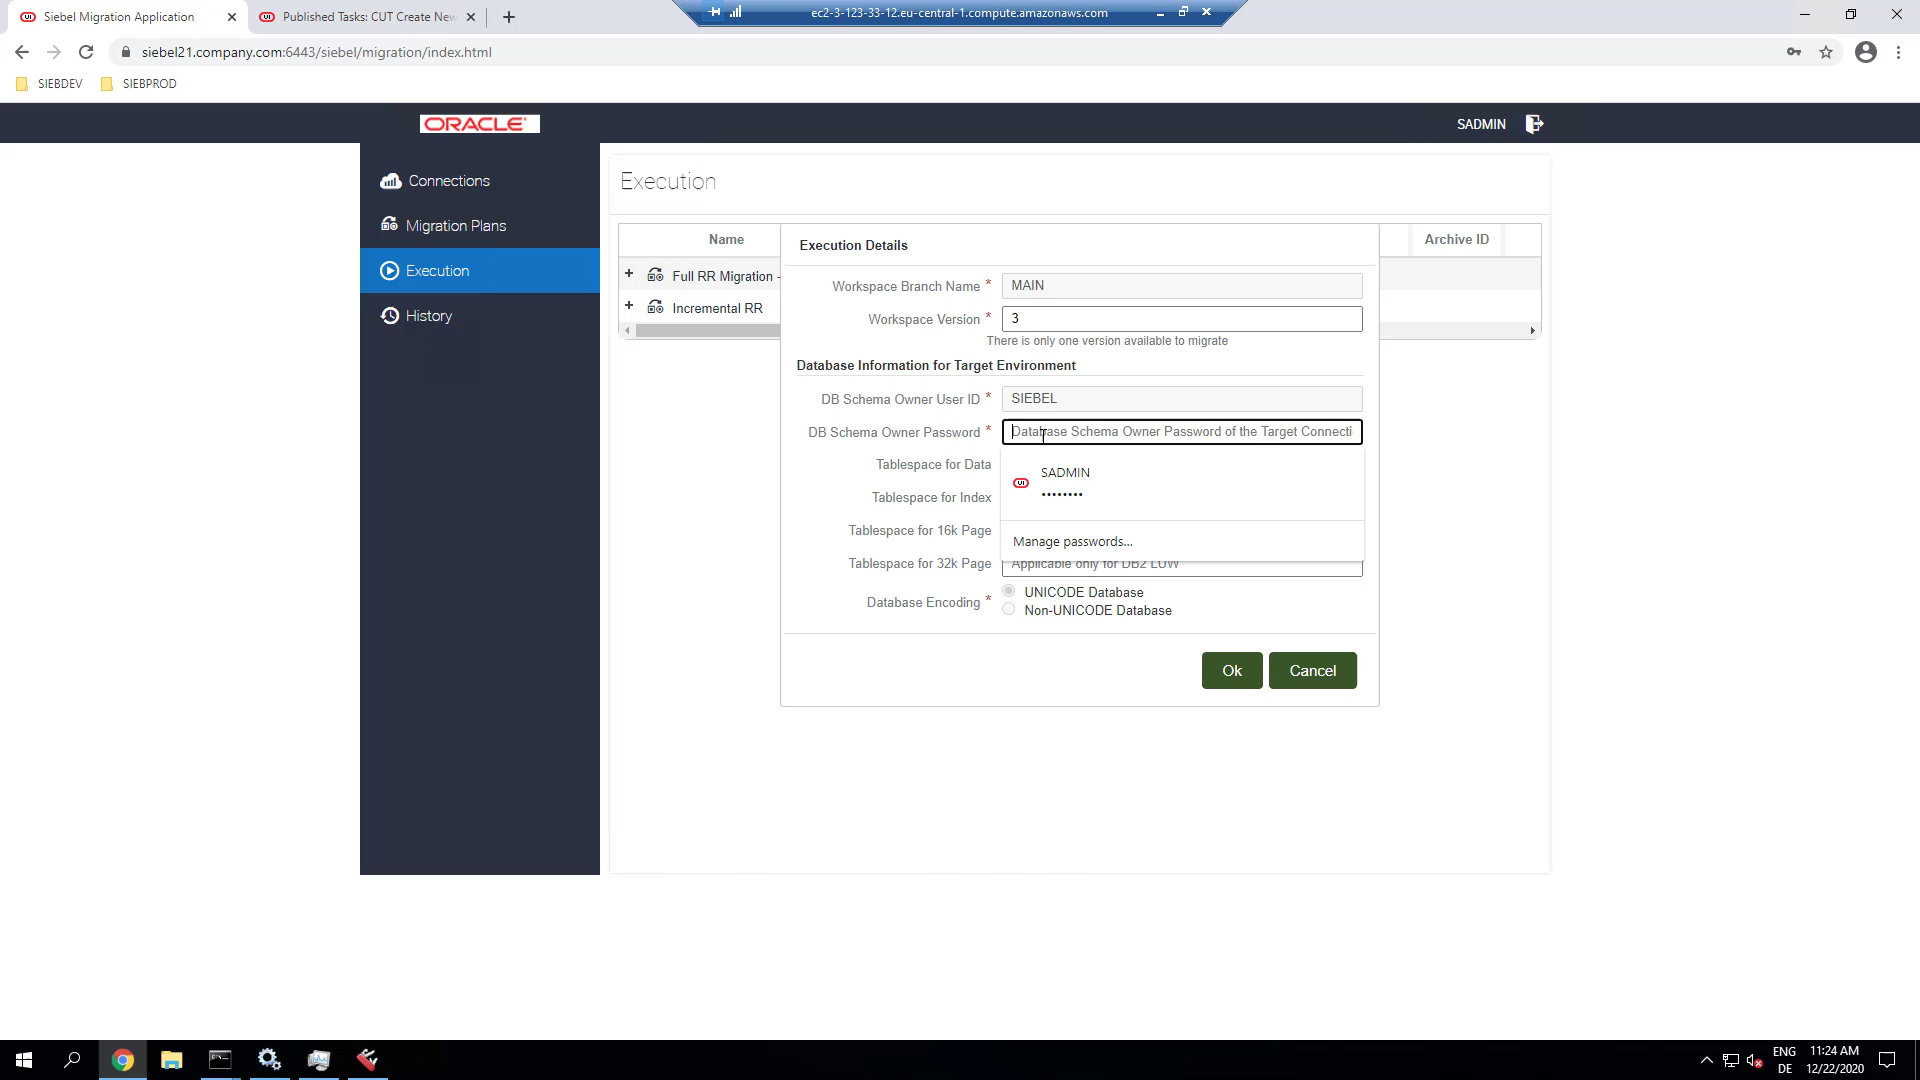 Siebel Migration Application
Published Tasks: CUT Create New
ec2-3-123-33-12.eu-central-1.compute.amazonaws.com
siebel21.company.com:6443/siebel/migration/index.html
SIEBDEV
SIEBPROD
ORACLE
SADMIN
Connections
Migration Plans
Execution
History
Execution
Name
Archive ID
Full RR Migration -
Incremental RR
Execution Details
Workspace Branch Name *
MAIN
Workspace Version *
3
There is only one version available to migrate
Database Information for Target Environment
DB Schema Owner User ID *
SIEBEL
DB Schema Owner Password *
Database Schema Owner Password of the Target Connecti
Tablespace for Data
SADMIN
••••••••
Tablespace for Index
Tablespace for 16k Page
Manage passwords...
Tablespace for 32k Page
Applicable only for DB2 LUW
Database Encoding *
UNICODE Database
Non-UNICODE Database
Ok
Cancel
ENG
DE
11:24 AM
12/22/2020